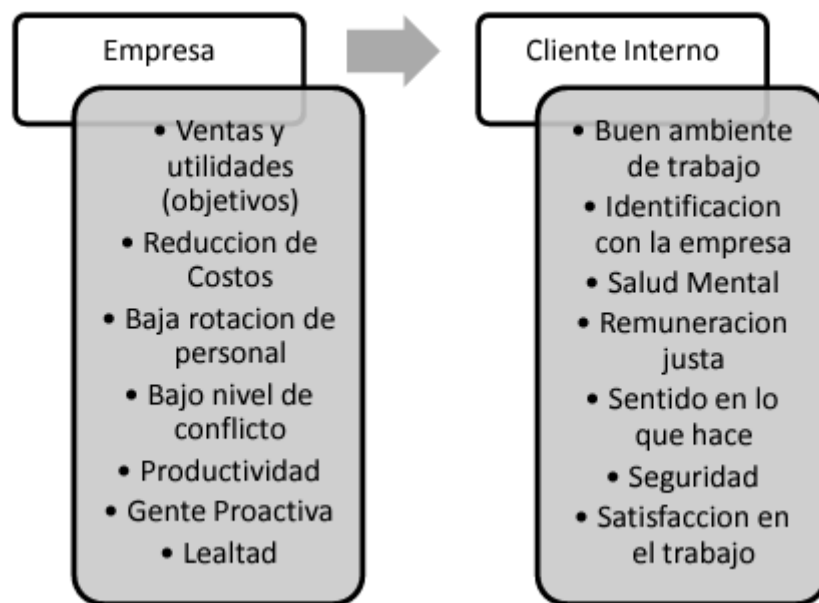 Empresa
• Ventas y
utilidades
(objetivos)
• Reduccion de
Costos
• Baja rotacion de
personal
• Bajo nivel de
conflicto
• Productividad
• Gente Proactiva
• Lealtad
Cliente Interno
• Buen ambiente
de trabajo
• Identificacion
con la empresa
• Salud Mental
• Remuneracion
justa
• Sentido en lo
que hace
• Seguridad
• Satisfaccion en
el trabajo